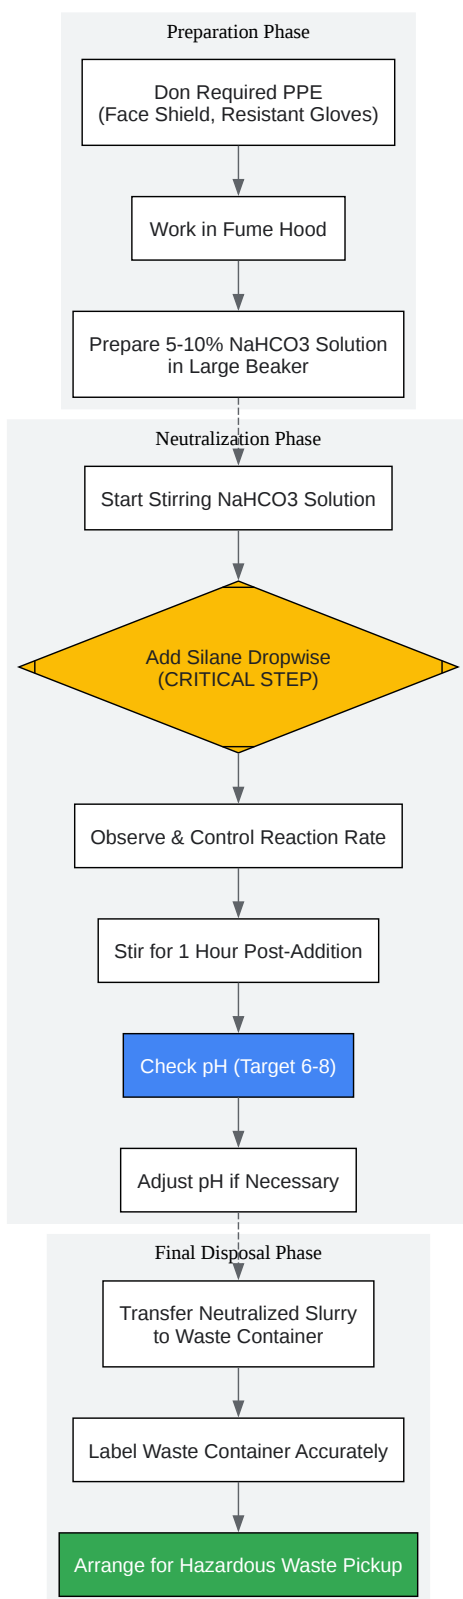 Preparation Phase
Don Required PPE
(Face Shield, Resistant Gloves)
Work in Fume Hood
Prepare 5-10% NaHCO3 Solution
in Large Beaker
Neutralization Phase
Start Stirring NaHCO3 Solution
Add Silane Dropwise
(CRITICAL STEP)
Observe & Control Reaction Rate
Stir for 1 Hour Post-Addition
Check pH (Target 6-8)
Adjust pH if Necessary
Final Disposal Phase
Transfer Neutralized Slurry
to Waste Container
Label Waste Container Accurately
Arrange for Hazardous Waste Pickup